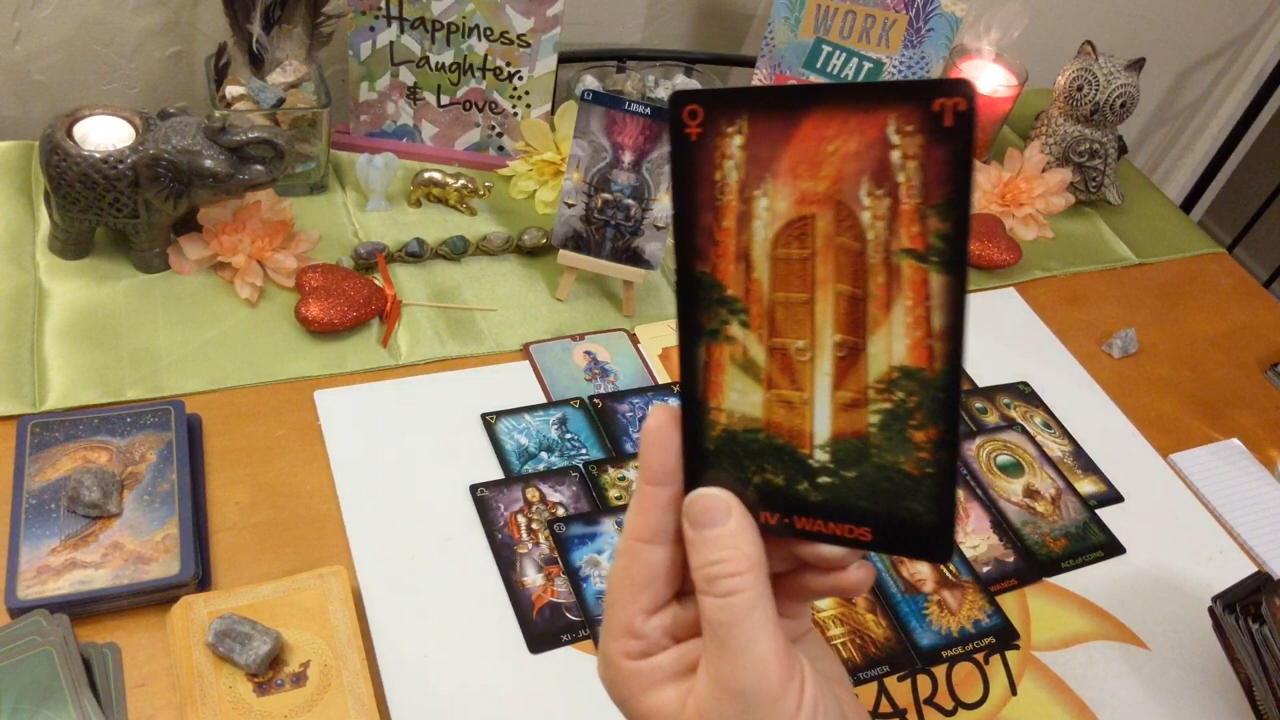 Happiness
Laughter
& Love
WORK
THAT
LIBRA
IV · WANDS
XI · JU
WANDS
ACE of COINS
TOWER
PAGE of CUPS
AROT